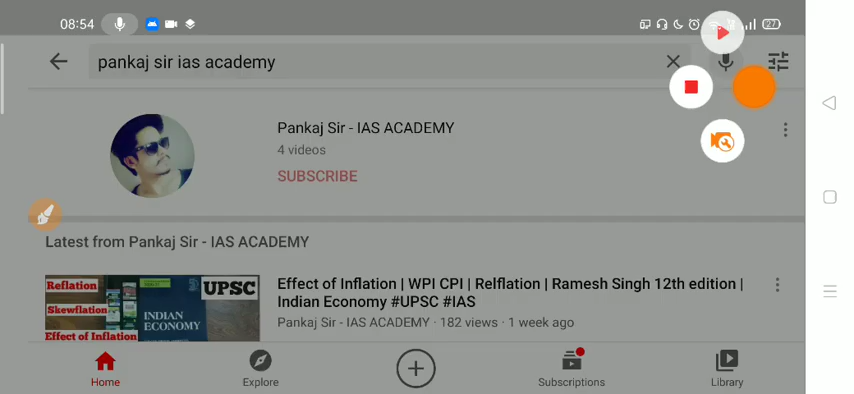 08:54
27
pankaj sir ias academy
Pankaj Sir - IAS ACADEMY
4 videos
SUBSCRIBE
Latest from Pankaj Sir - IAS ACADEMY
Reflation
UPSC
Skewflation
INDIAN
ECONOMY
Effect of Inflation
Effect of Inflation | WPI CPI | Relflation | Ramesh Singh 12th edition |
Indian Economy #UPSC #IAS
Pankaj Sir - IAS ACADEMY · 182 views · 1 week ago
Home
Explore
Subscriptions
Library